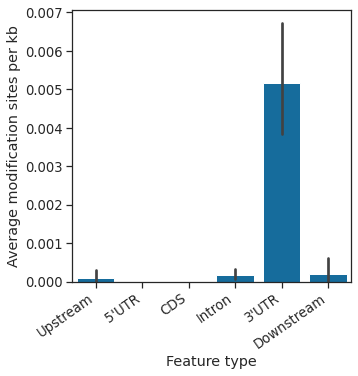 Average modification sites per kb
0.007
0.006
0.005
0.004
0.003
0.002
0.001
0.000
Upstream
5'UTR
CDS
Intron
3'UTR
Downstream
Feature type